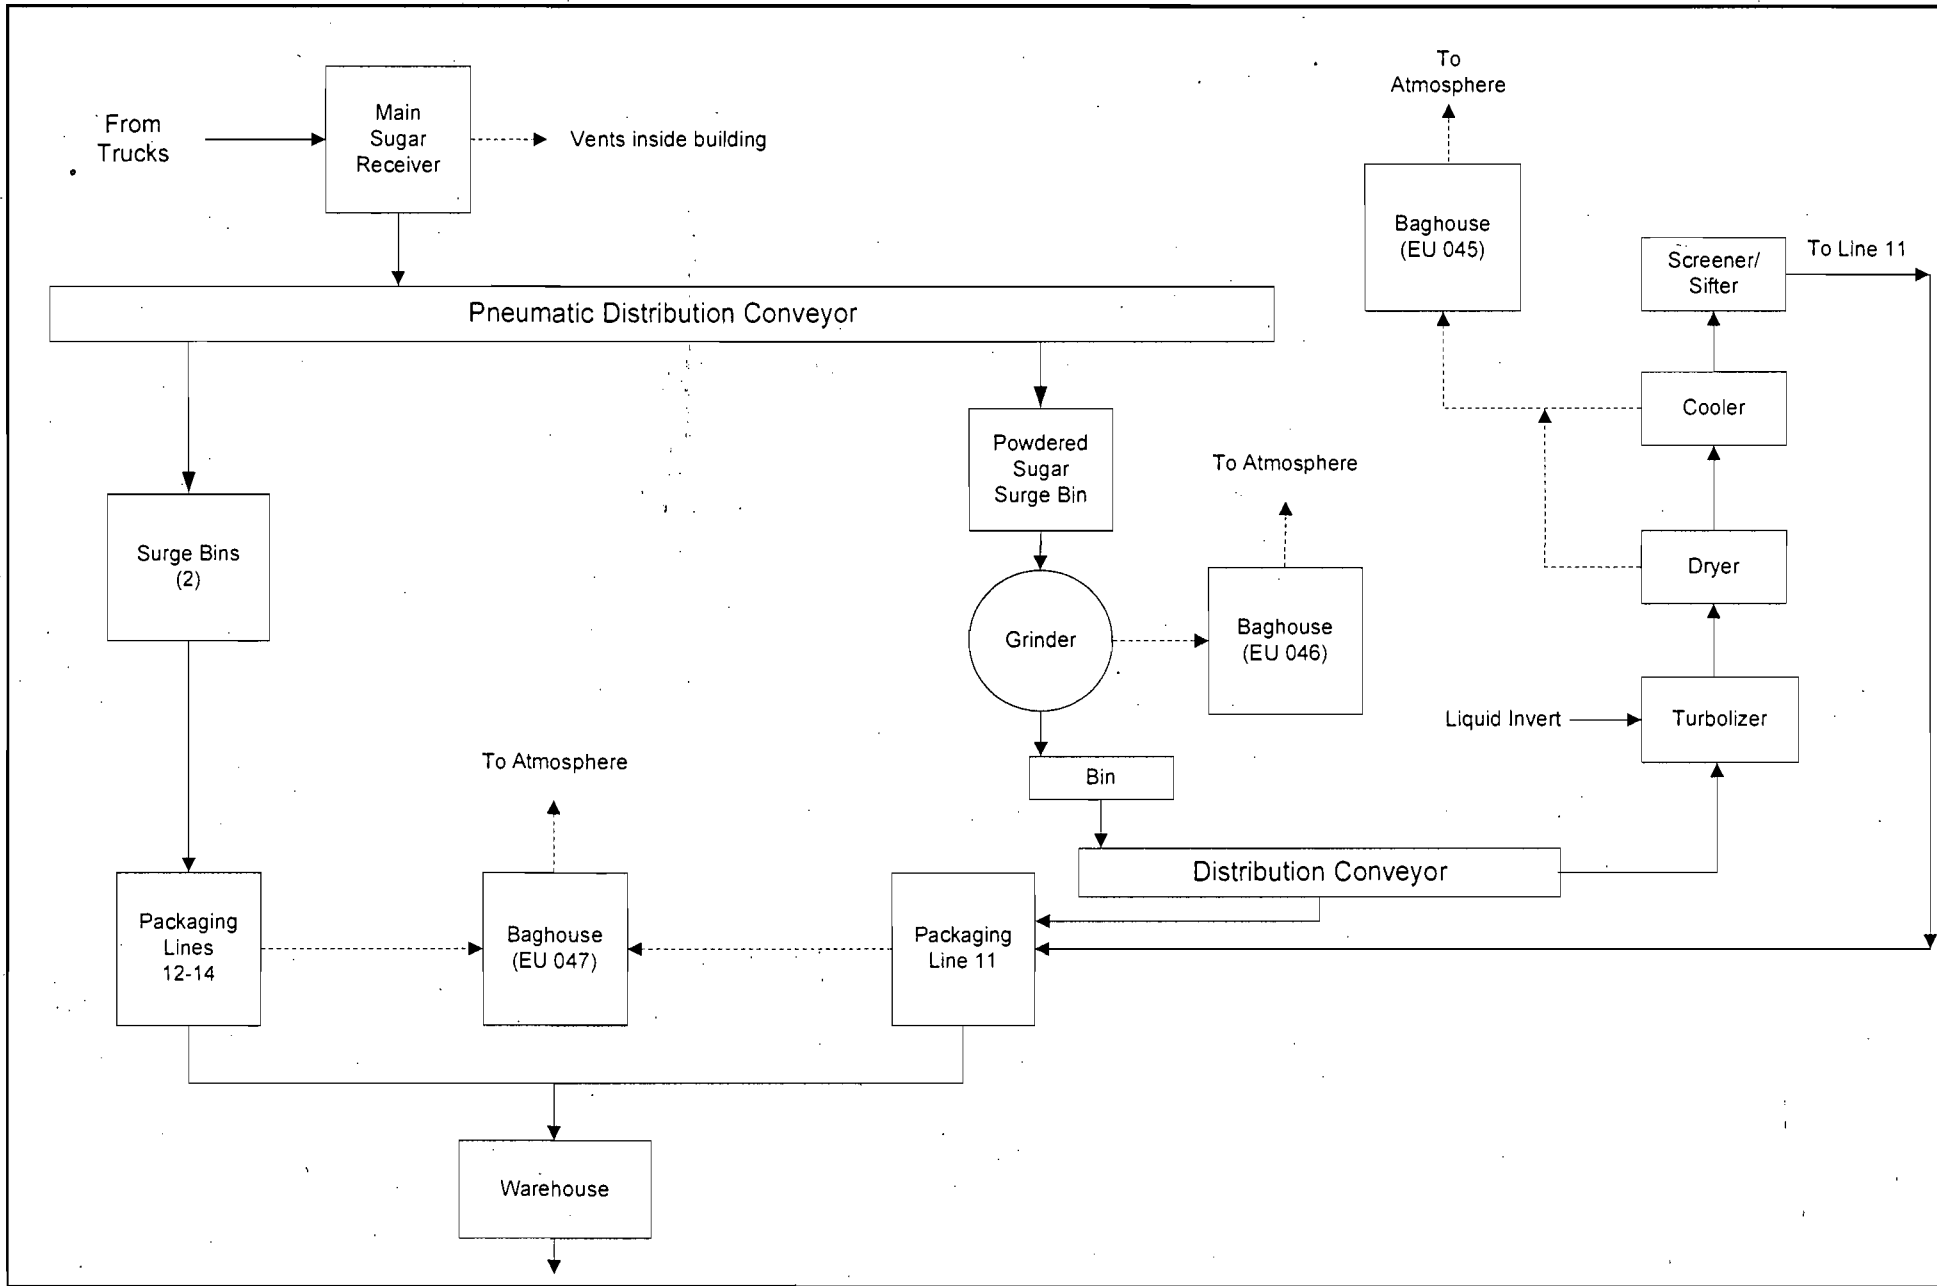 From
Trucks
Main
Sugar
Receiver
Vents inside building
To
Atmosphere
Baghouse
(EU 045)
Screener/
Sifter
To Line 11
Pneumatic Distribution Conveyor
Cooler
Powdered
Sugar
Surge Bin
To Atmosphere
Surge Bins
(2)
Dryer
Grinder
Baghouse
(EU 046)
Liquid Invert
Turbolizer
To Atmosphere
Bin
Distribution Conveyor
Packaging
Lines
12-14
Baghouse
(EU 047)
Packaging
Line 11
Warehouse